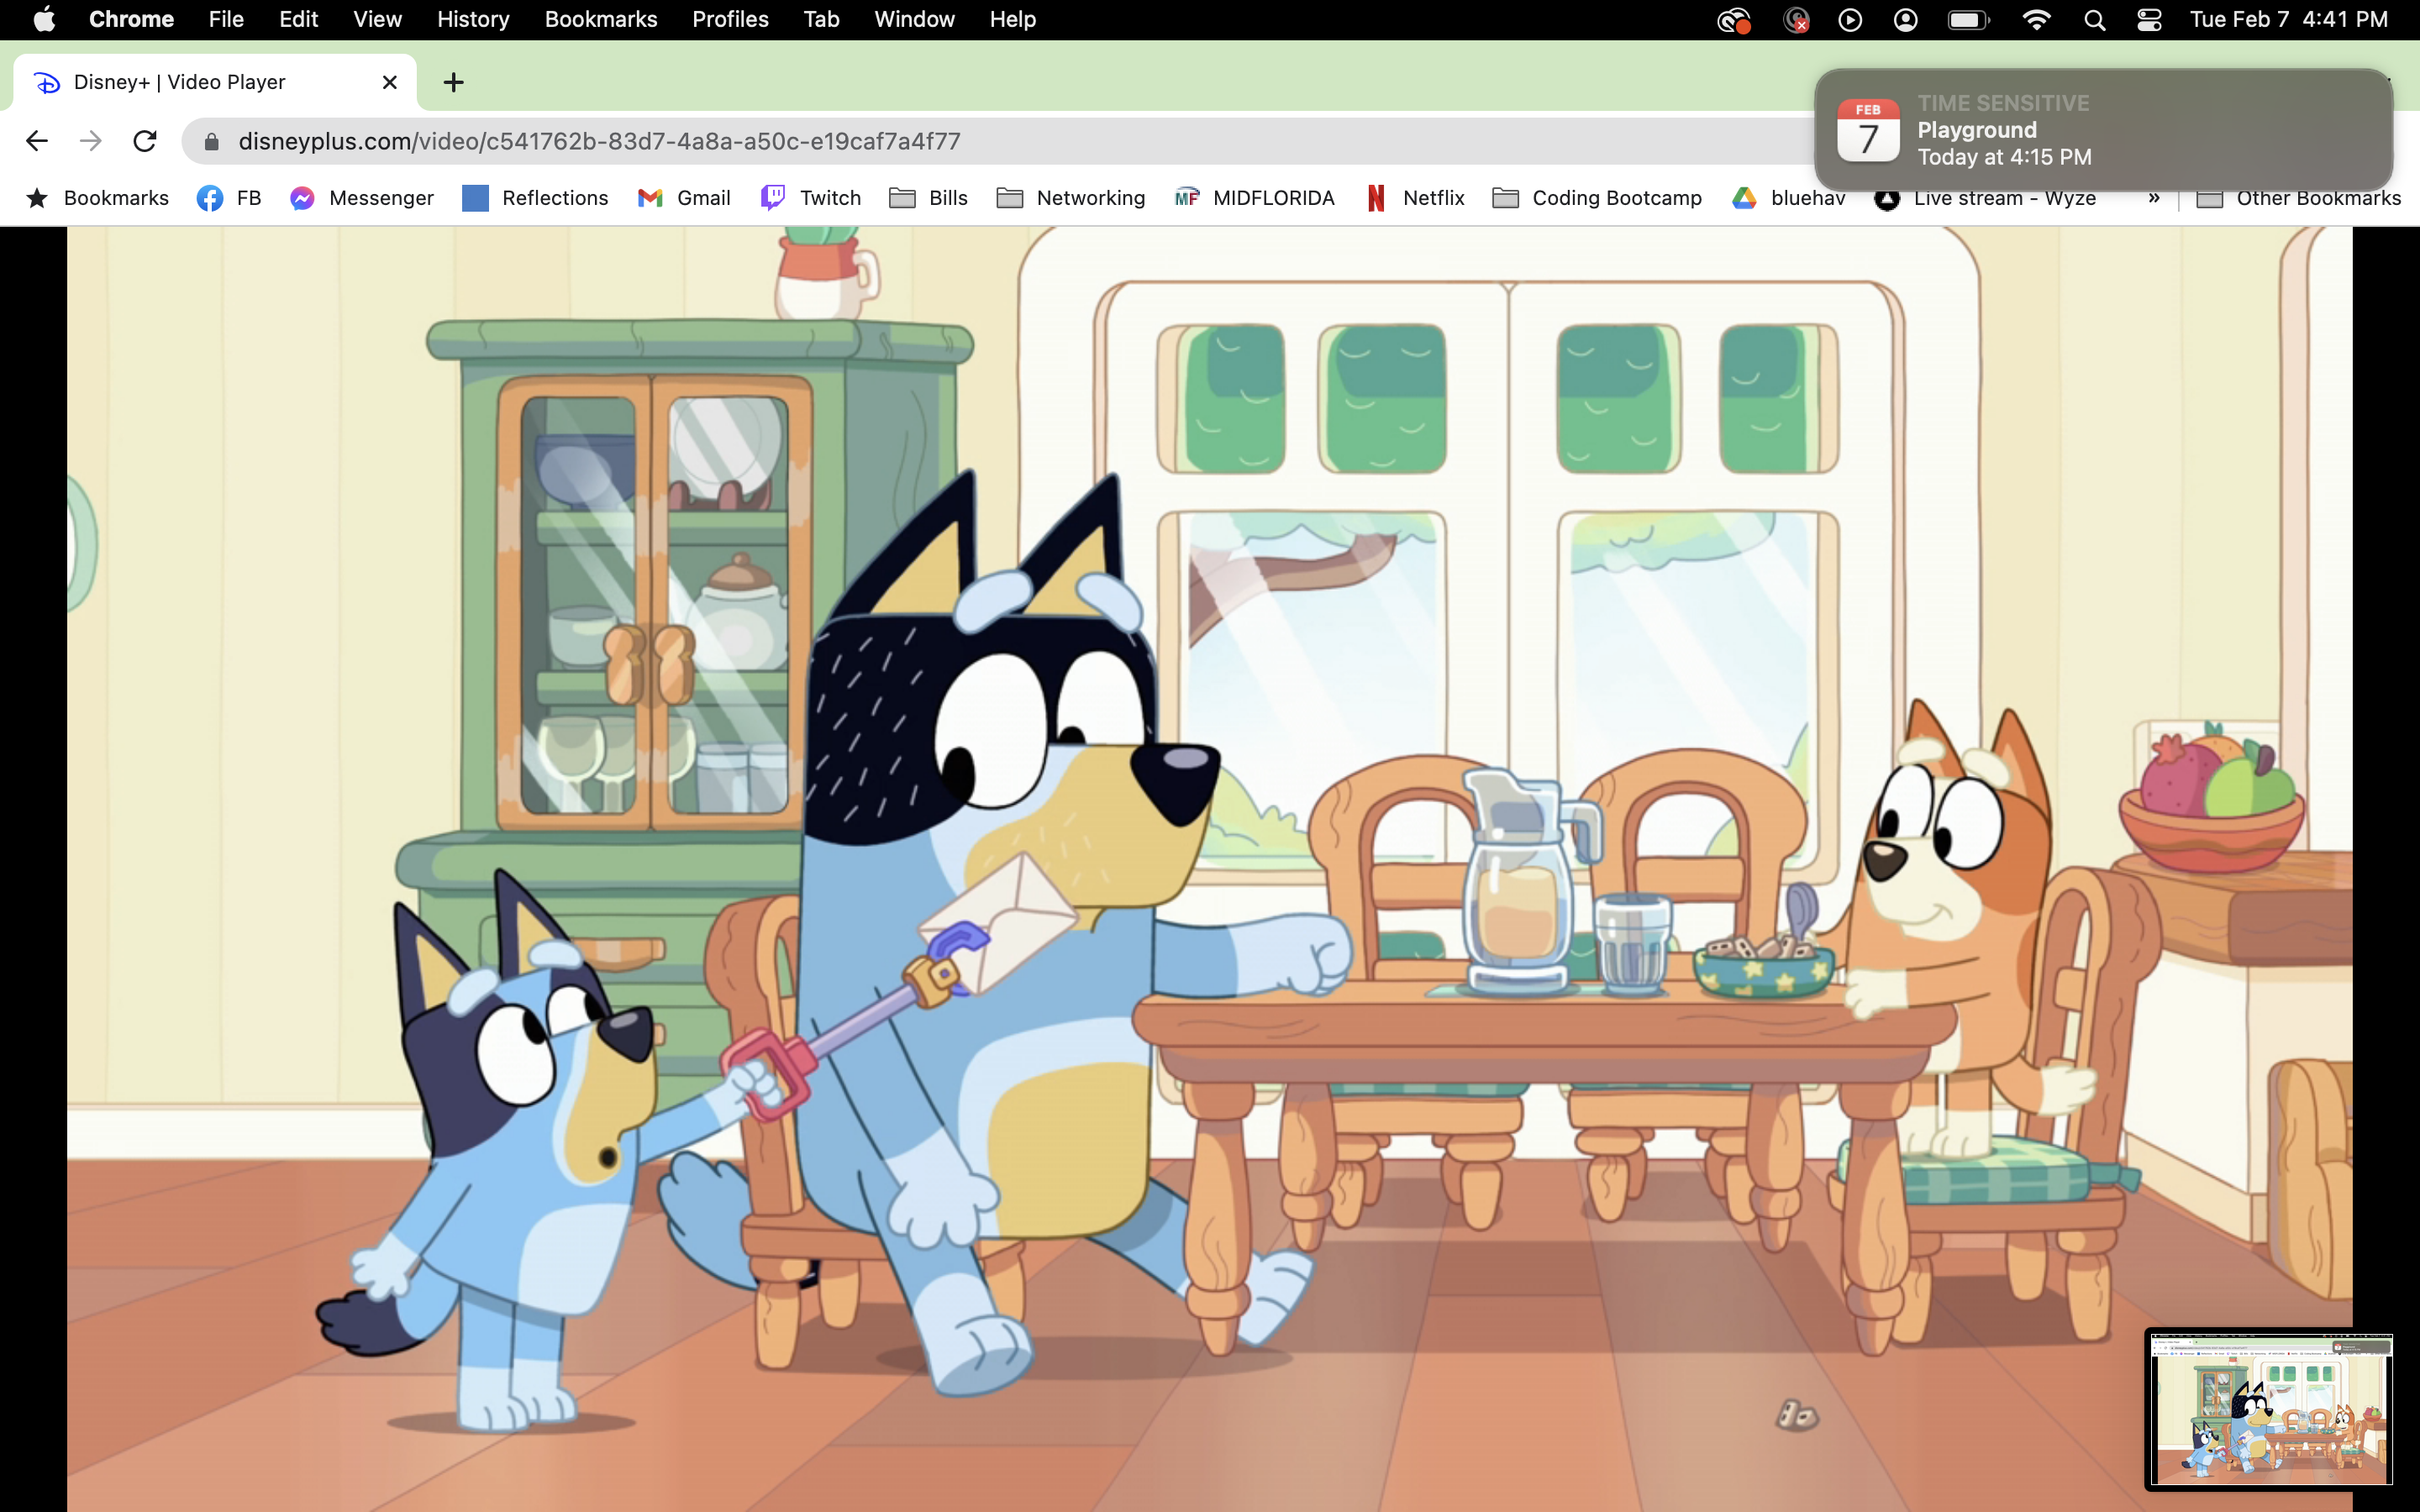 Chrome File Edit View History Bookmarks Profiles Tab Window Help Tue Feb 7 4:41 PM
Disney+ | Video Player
TIME SENSITIVE
FEB
7
Playground
Today at 4:15 PM
disneyplus.com/video/c541762b-83d7-4a8a-a50c-e19caf7a4f77
Bookmarks FB Messenger Reflections Gmail Twitch Bills Networking MF MIDFLORIDA Netflix Coding Bootcamp bluehav Live stream - Wyze » Other Bookmarks